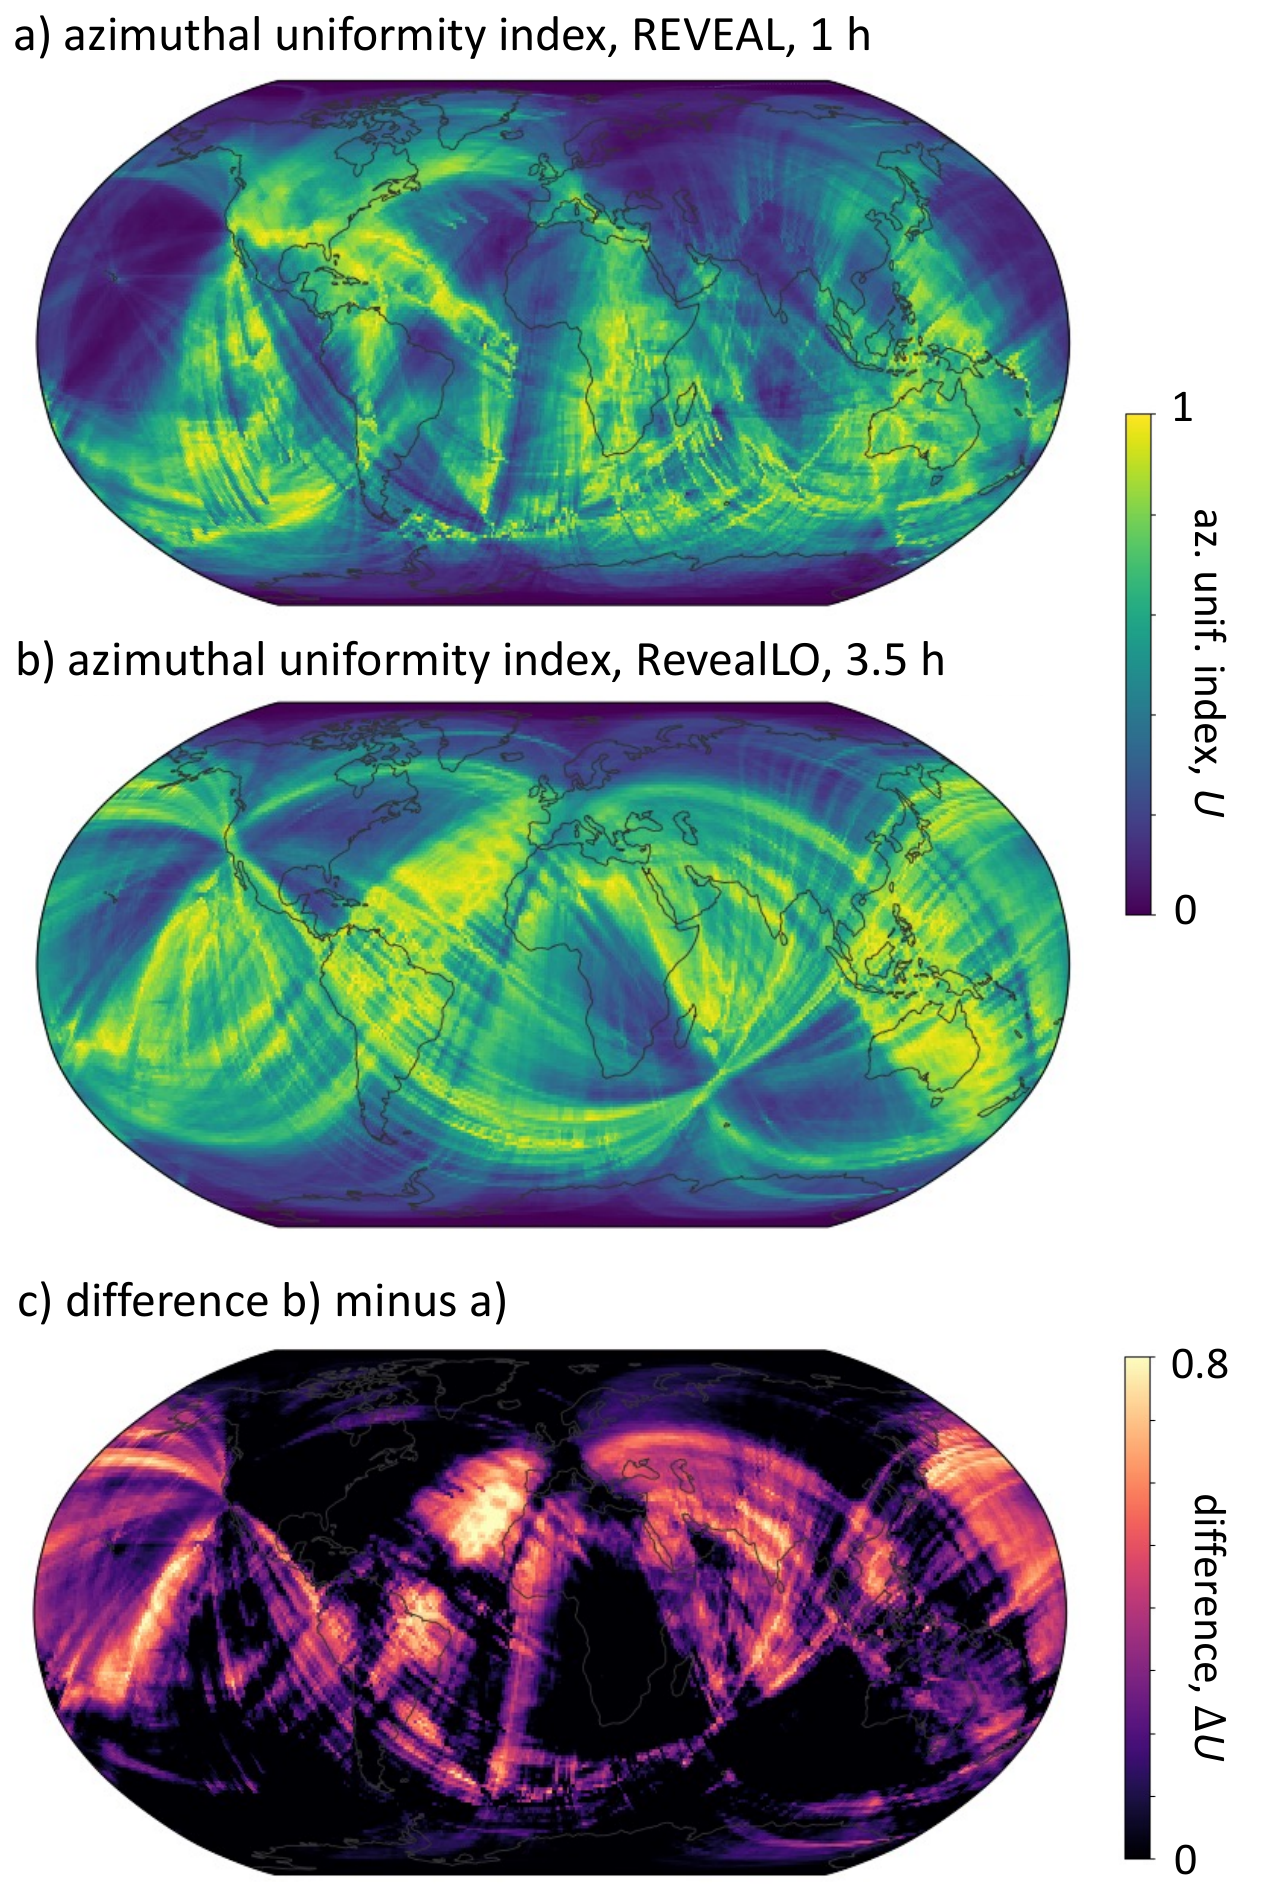 a) azimuthal uniformity index, REVEAL, 1 h
1
az. unif. index, U
0
b) azimuthal uniformity index, RevealLO, 3.5 h
c) difference b) minus a)
0.8
difference, ΔU
0